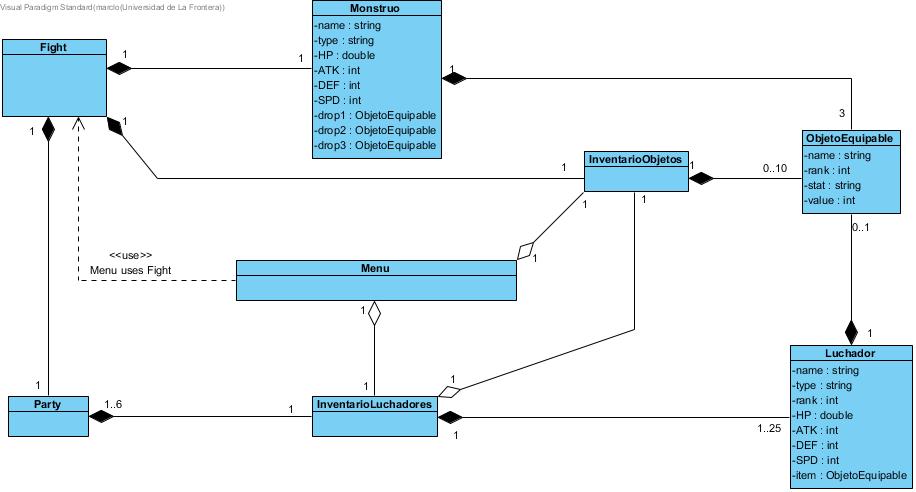 Visual Paradigm Standard(marcio(Universidad de La Frontera))
Monstruo
-name : string
-type : string
-HP : double
-ATK : int
-DEF : int
-SPD : int
-drop1 : ObjetoEquipable
-drop2 : ObjetoEquipable
-drop3 : ObjetoEquipable
Fight
1
1
1
3
1
1
ObjetoEquipable
-name : string
-rank : int
-stat : string
-value : int
InventarioObjetos
1
1
0..10
1
1
0..1
<<use>>
Menu uses Fight
Menu
1
1
1
Luchador
-name : string
-type : string
-rank : int
-HP : double
-ATK : int
-DEF : int
-SPD : int
-item : ObjetoEquipable
1
1
1
Party
1..6
1
InventarioLuchadores
1
1..25